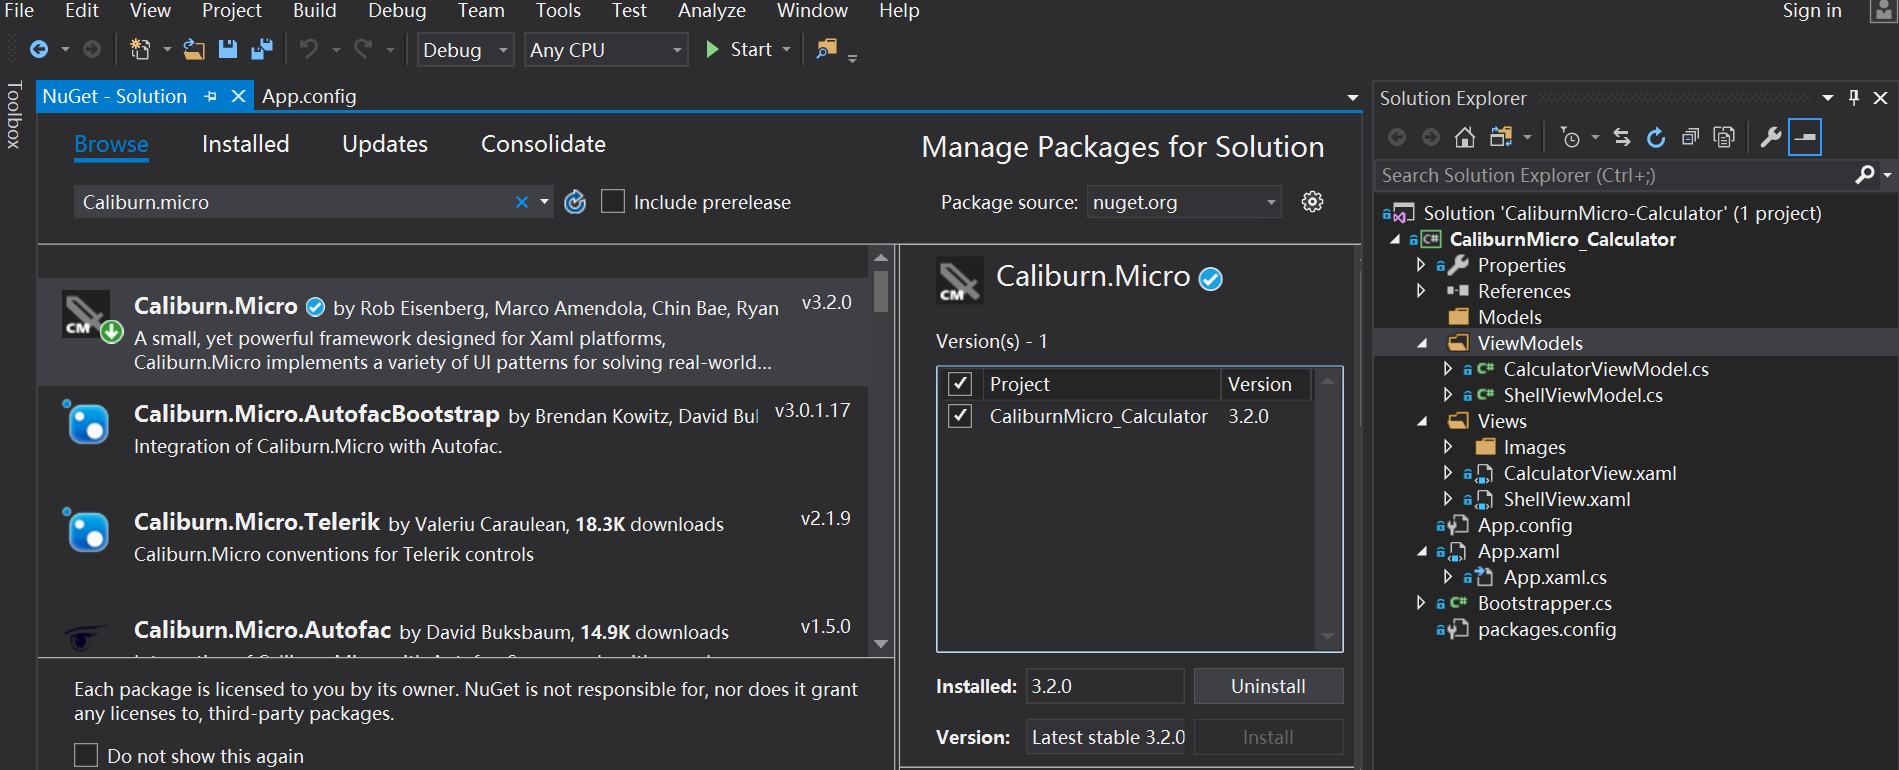 File Edit View Project Build Debug Team Tools Test Analyze Window Help Sign in
Debug Any CPU Start
Toolbox
NuGet - Solution App.config
Browse Installed Updates Consolidate Manage Packages for Solution
Caliburn.micro Include prerelease Package source: nuget.org
Caliburn.Micro by Rob Eisenberg, Marco Amendola, Chin Bae, Ryan v3.2.0
A small, yet powerful framework designed for Xaml platforms,
Caliburn.Micro implements a variety of UI patterns for solving real-world...
CM
Caliburn.Micro.AutofacBootstrap by Brendan Kowitz, David Bul v3.0.1.17
Integration of Caliburn.Micro with Autofac.
Caliburn.Micro.Telerik by Valeriu Caraulean, 18.3K downloads v2.1.9
Caliburn.Micro conventions for Telerik controls
Caliburn.Micro.Autofac by David Buksbaum, 14.9K downloads v1.5.0
Each package is licensed to you by its owner. NuGet is not responsible for, nor does it grant
any licenses to, third-party packages.
Do not show this again
CM
Caliburn.Micro
Version(s) - 1
Project Version
CaliburnMicro_Calculator 3.2.0
Installed: 3.2.0 Uninstall
Version: Latest stable 3.2.0 Install
Solution Explorer
Search Solution Explorer (Ctrl+;)
Solution 'CaliburnMicro-Calculator' (1 project)
C# CaliburnMicro_Calculator
Properties
References
Models
ViewModels
C# CalculatorViewModel.cs
C# ShellViewModel.cs
Views
Images
CalculatorView.xaml
ShellView.xaml
App.config
App.xaml
App.xaml.cs
C# Bootstrapper.cs
packages.config